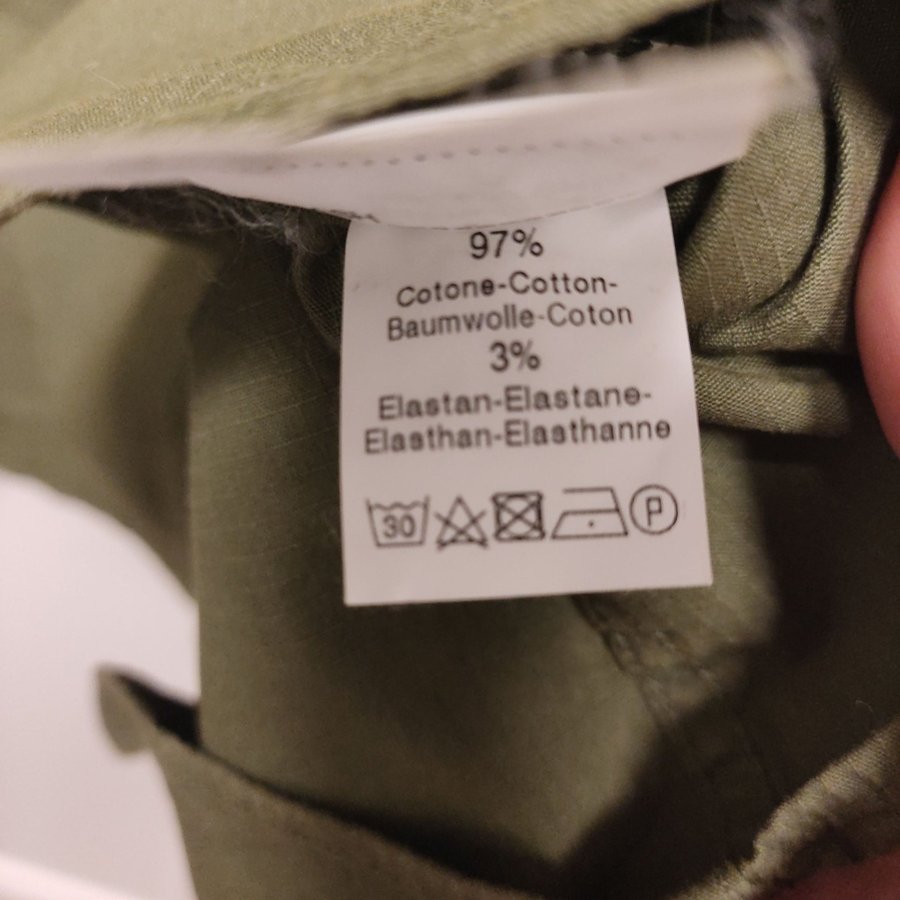 97%
Cotone-Cotton-
Baumwolle-Coton
3%
Elastan-Elastane-
Elasthan-Elasthanne
30 P